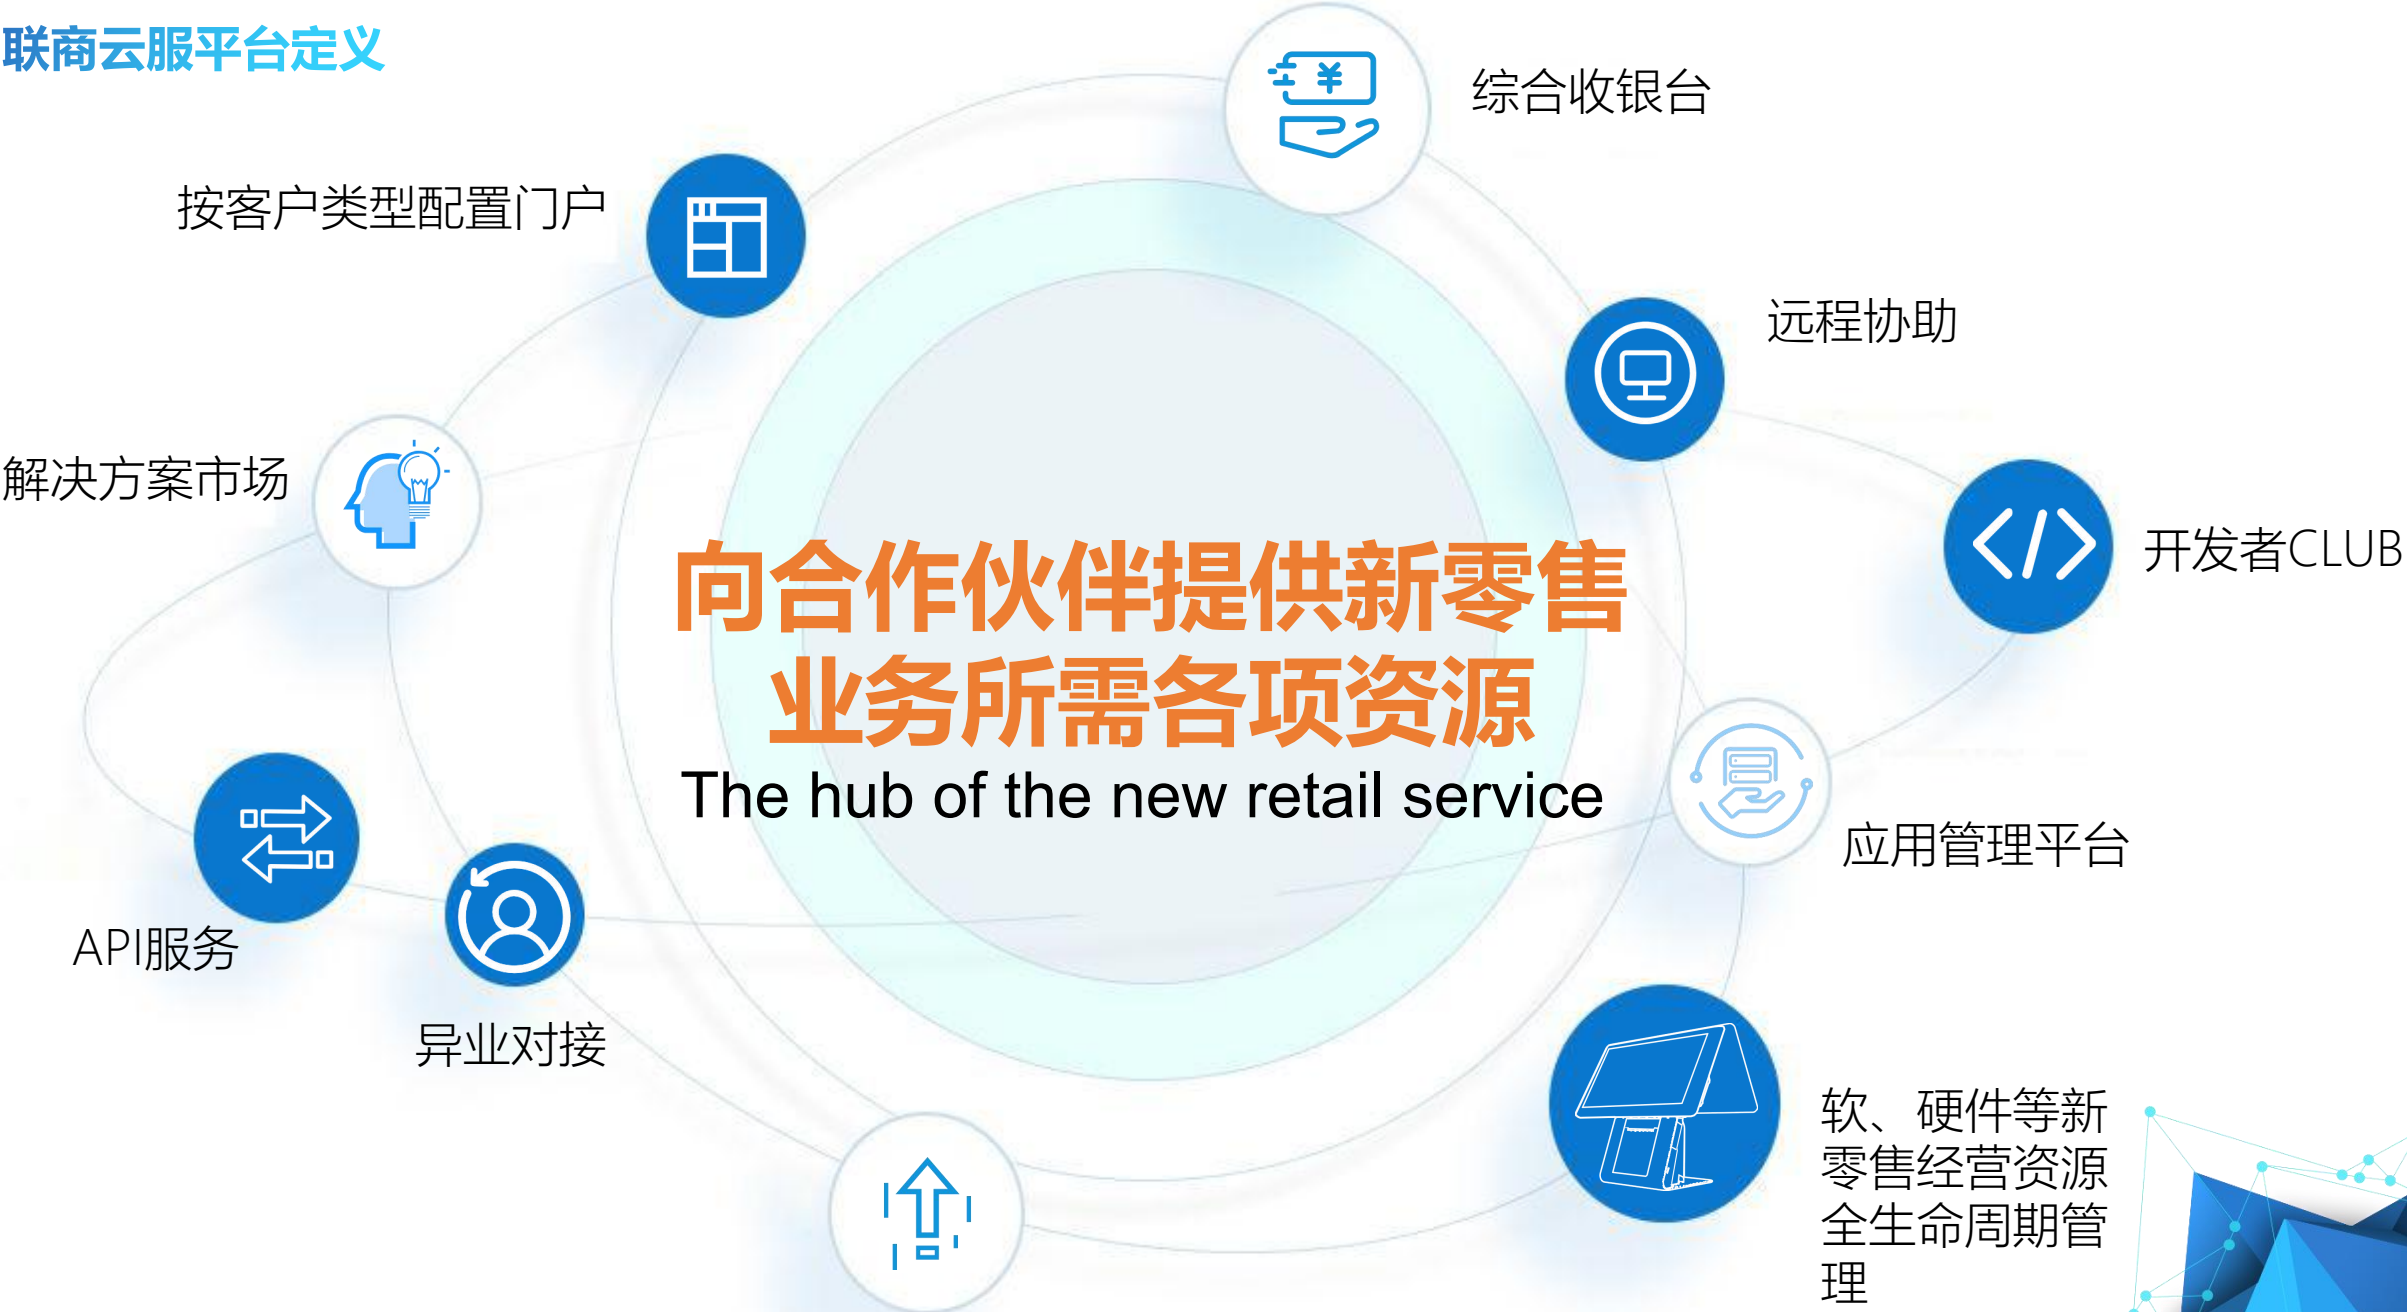 联商云服平台定义
综合收银台
按客户类型配置门户
远程协助
解决方案市场
开发者CLUB
向合作伙伴提供新零售
业务所需各项资源
The hub of the new retail service
应用管理平台
API服务
异业对接
软、硬件等新
零售经营资源
全生命周期管
理